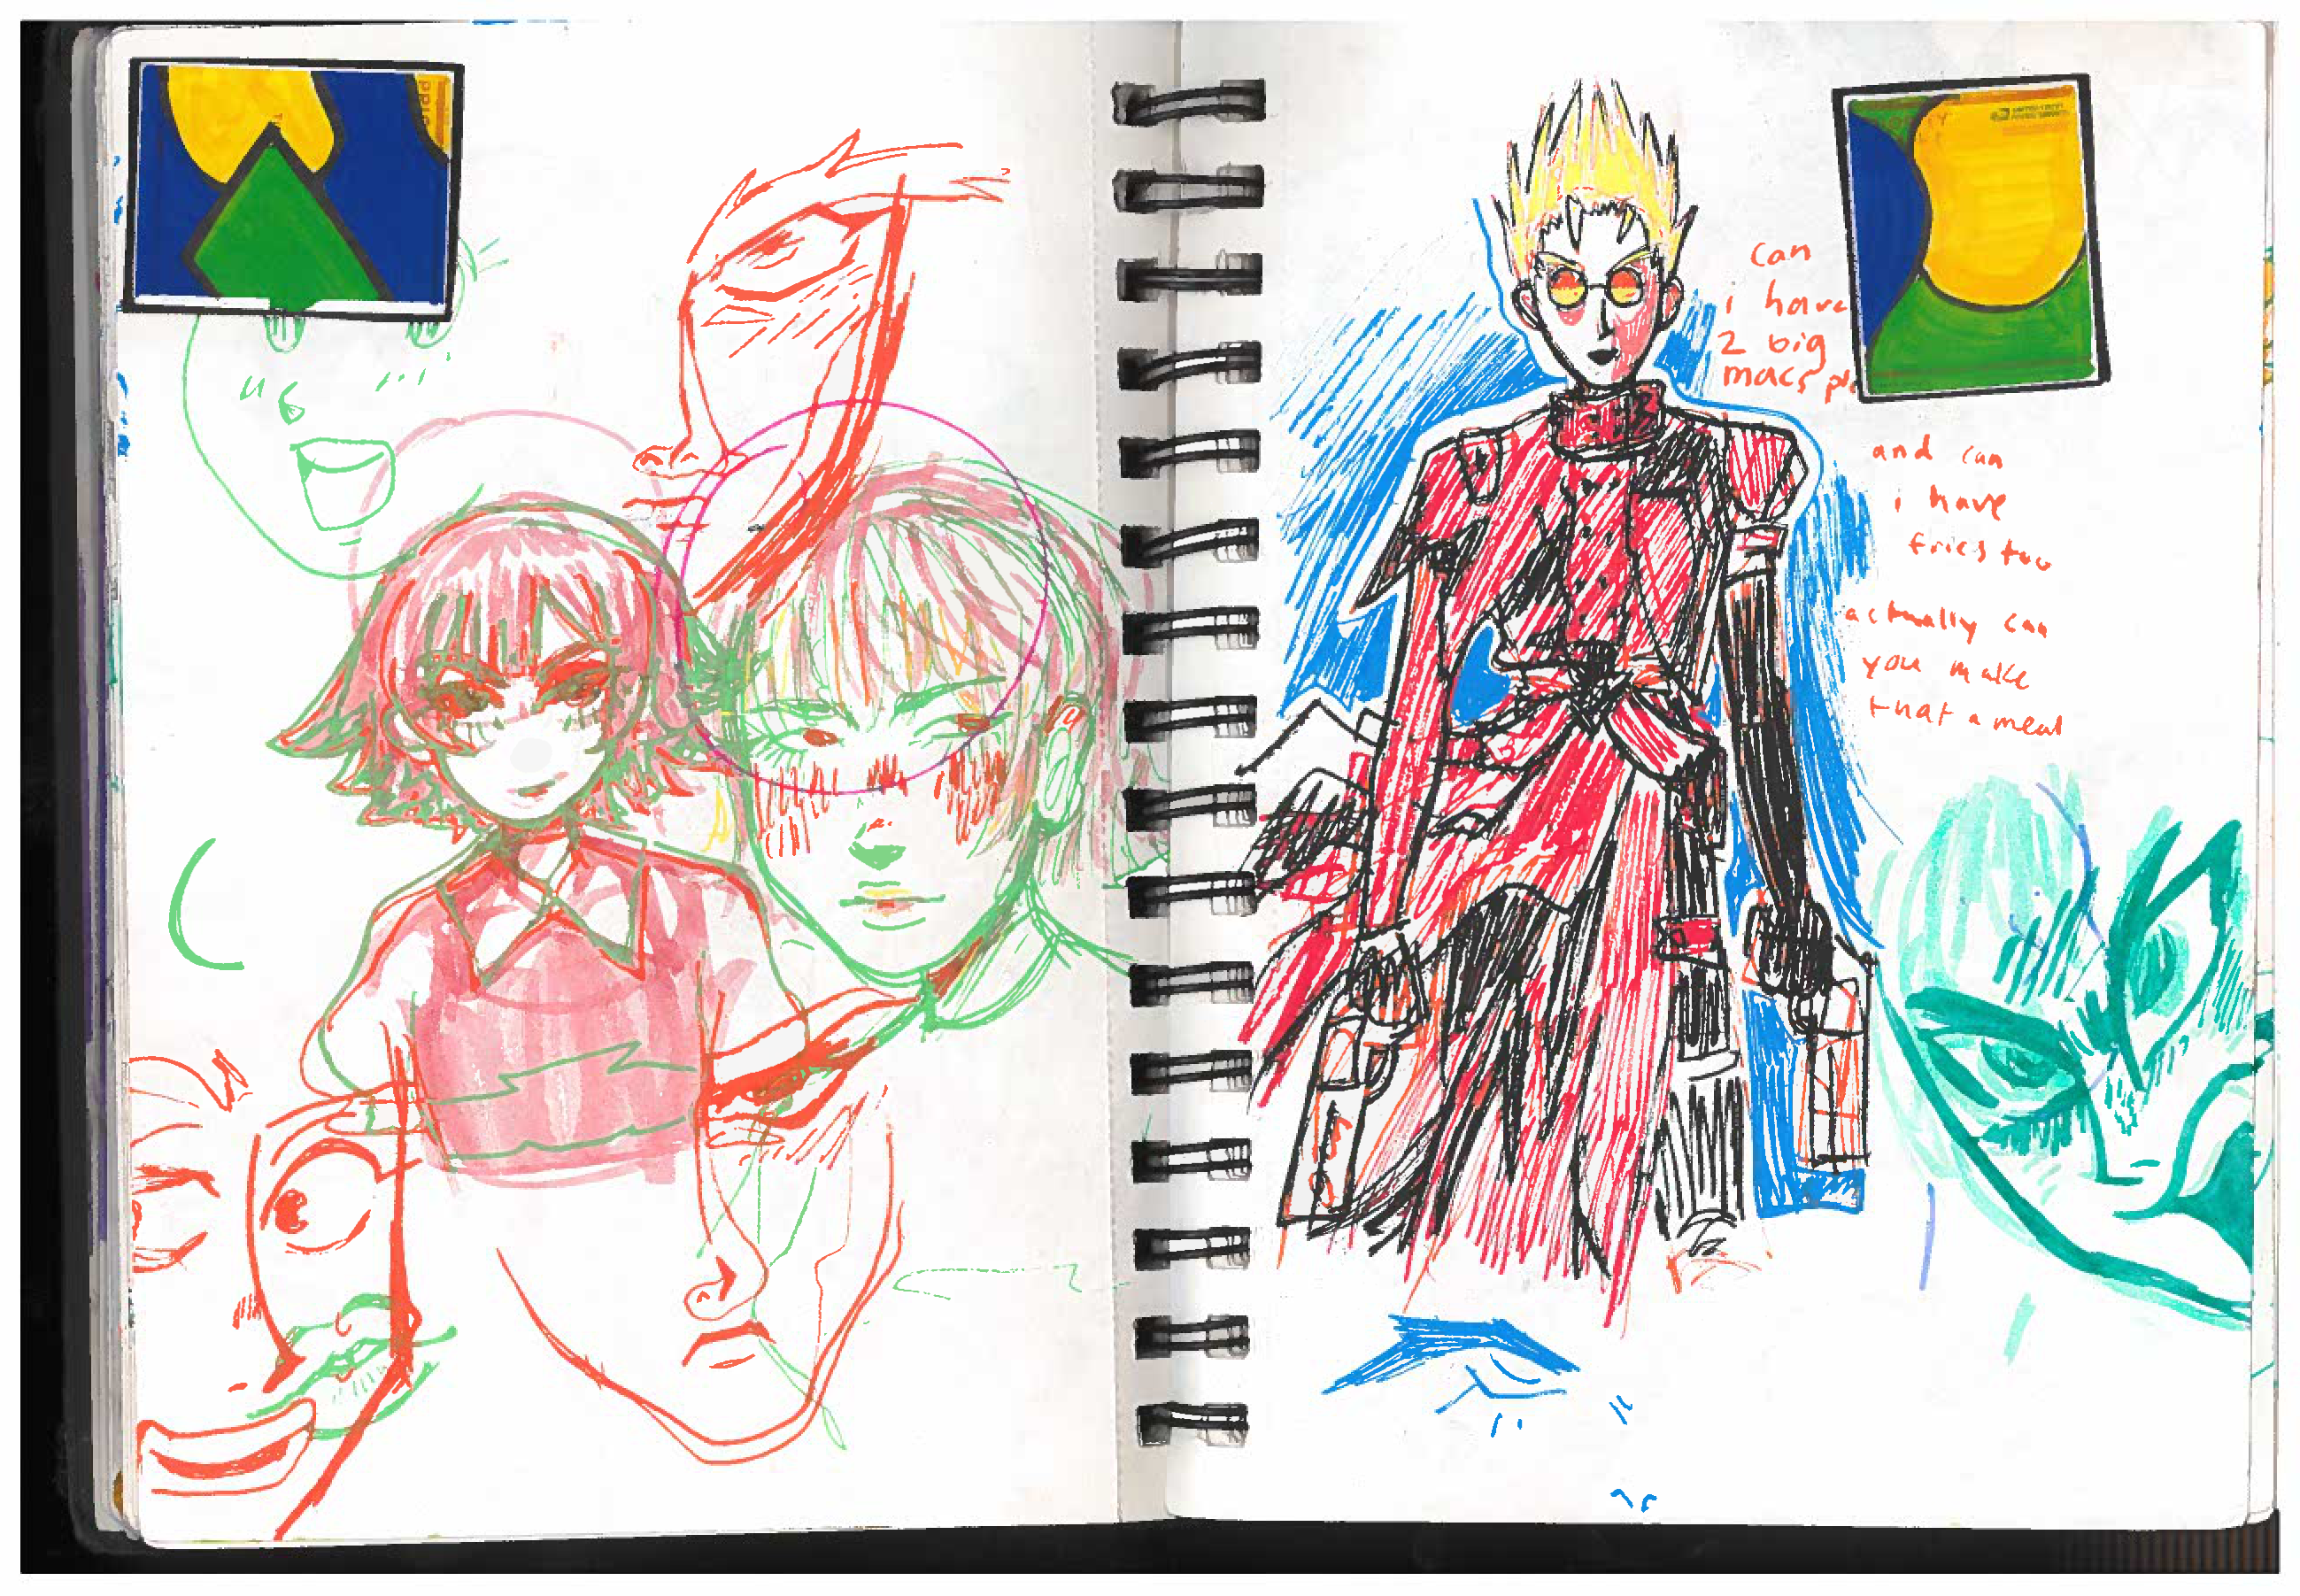 can
i have
2 big
macs
and can
i have
fries too
actually can
you make
that a meal